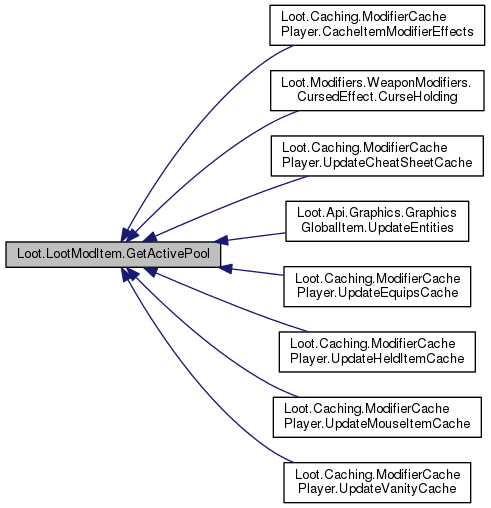 Loot.Caching.ModifierCache
Player.CacheItemModifierEffects
Loot.Modifiers.WeaponModifiers.
CursedEffect.CurseHolding
Loot.Caching.ModifierCache
Player.UpdateCheatSheetCache
Loot.Api.Graphics.Graphics
GlobalItem.UpdateEntities
Loot.LootModItem.GetActivePool
Loot.Caching.ModifierCache
Player.UpdateEquipsCache
Loot.Caching.ModifierCache
Player.UpdateHeldItemCache
Loot.Caching.ModifierCache
Player.UpdateMouseItemCache
Loot.Caching.ModifierCache
Player.UpdateVanityCache